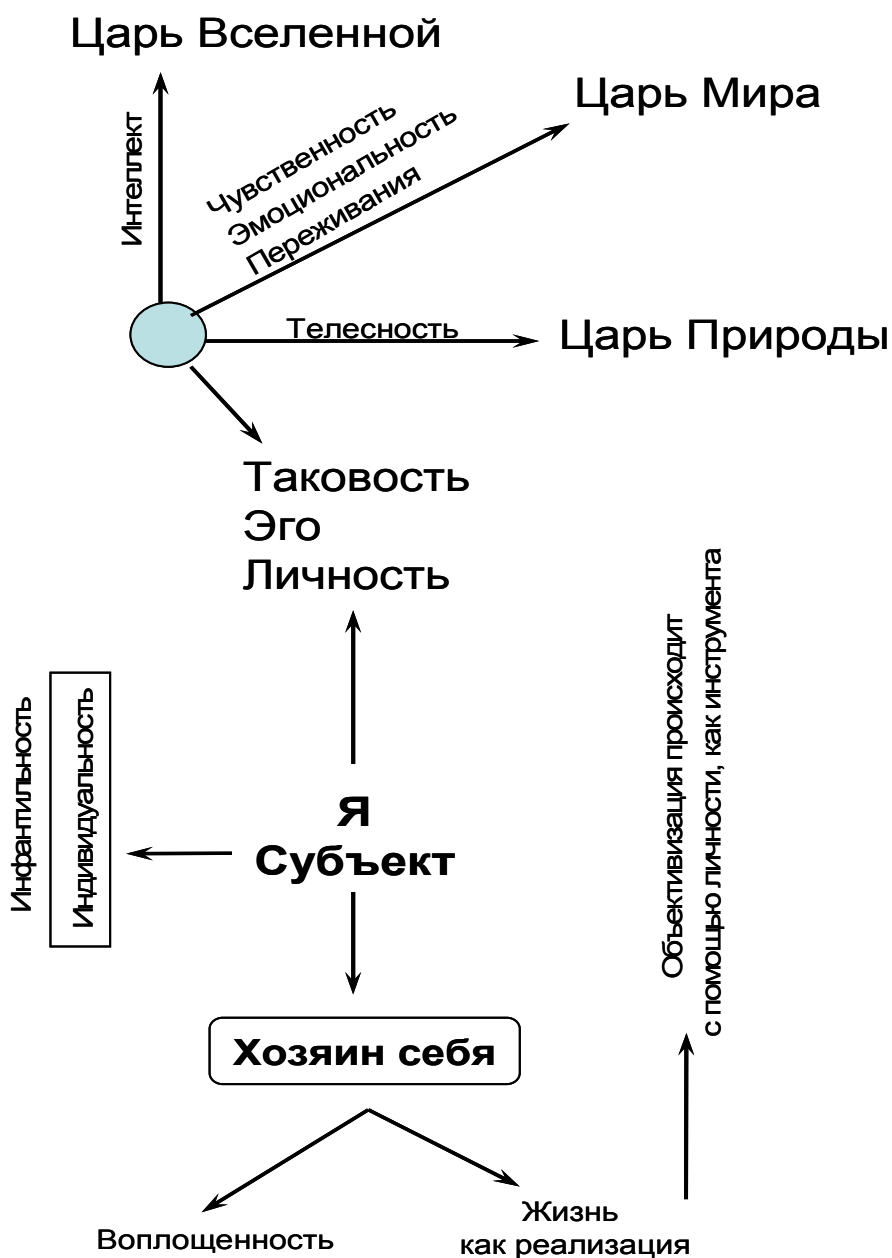 Царь Вселенной
Царь Мира
Интеллект
Чувственность
Эмоциональность
Переживания
Телесность
Царь Природы
Таковость
Эго
Личность
Инфантильность
Индивидуальность
Я
Субъект
Объективизация происходит
с помощью личности, как инструмента
Хозяин себя
Воплощенность
Жизнь
как реализация